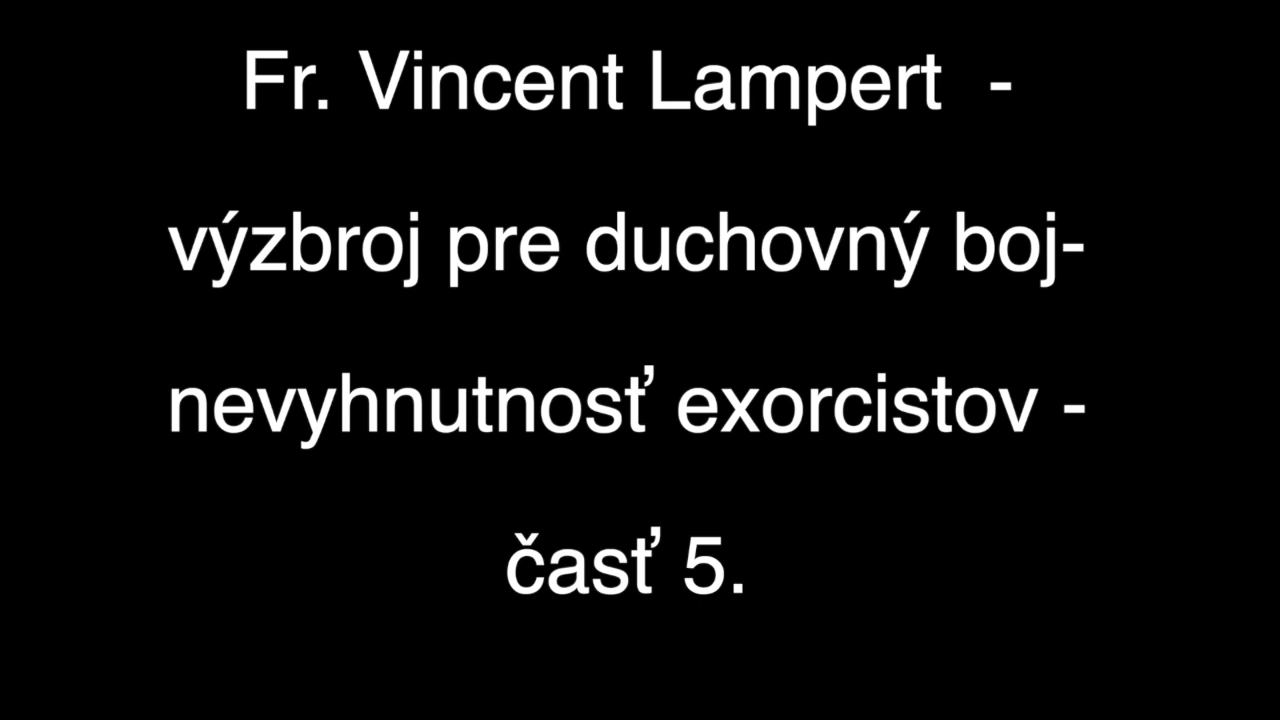 Fr. Vincent Lampert  -
výzbroj pre duchovný boj-
nevyhnutnosť exorcistov -
časť 5.